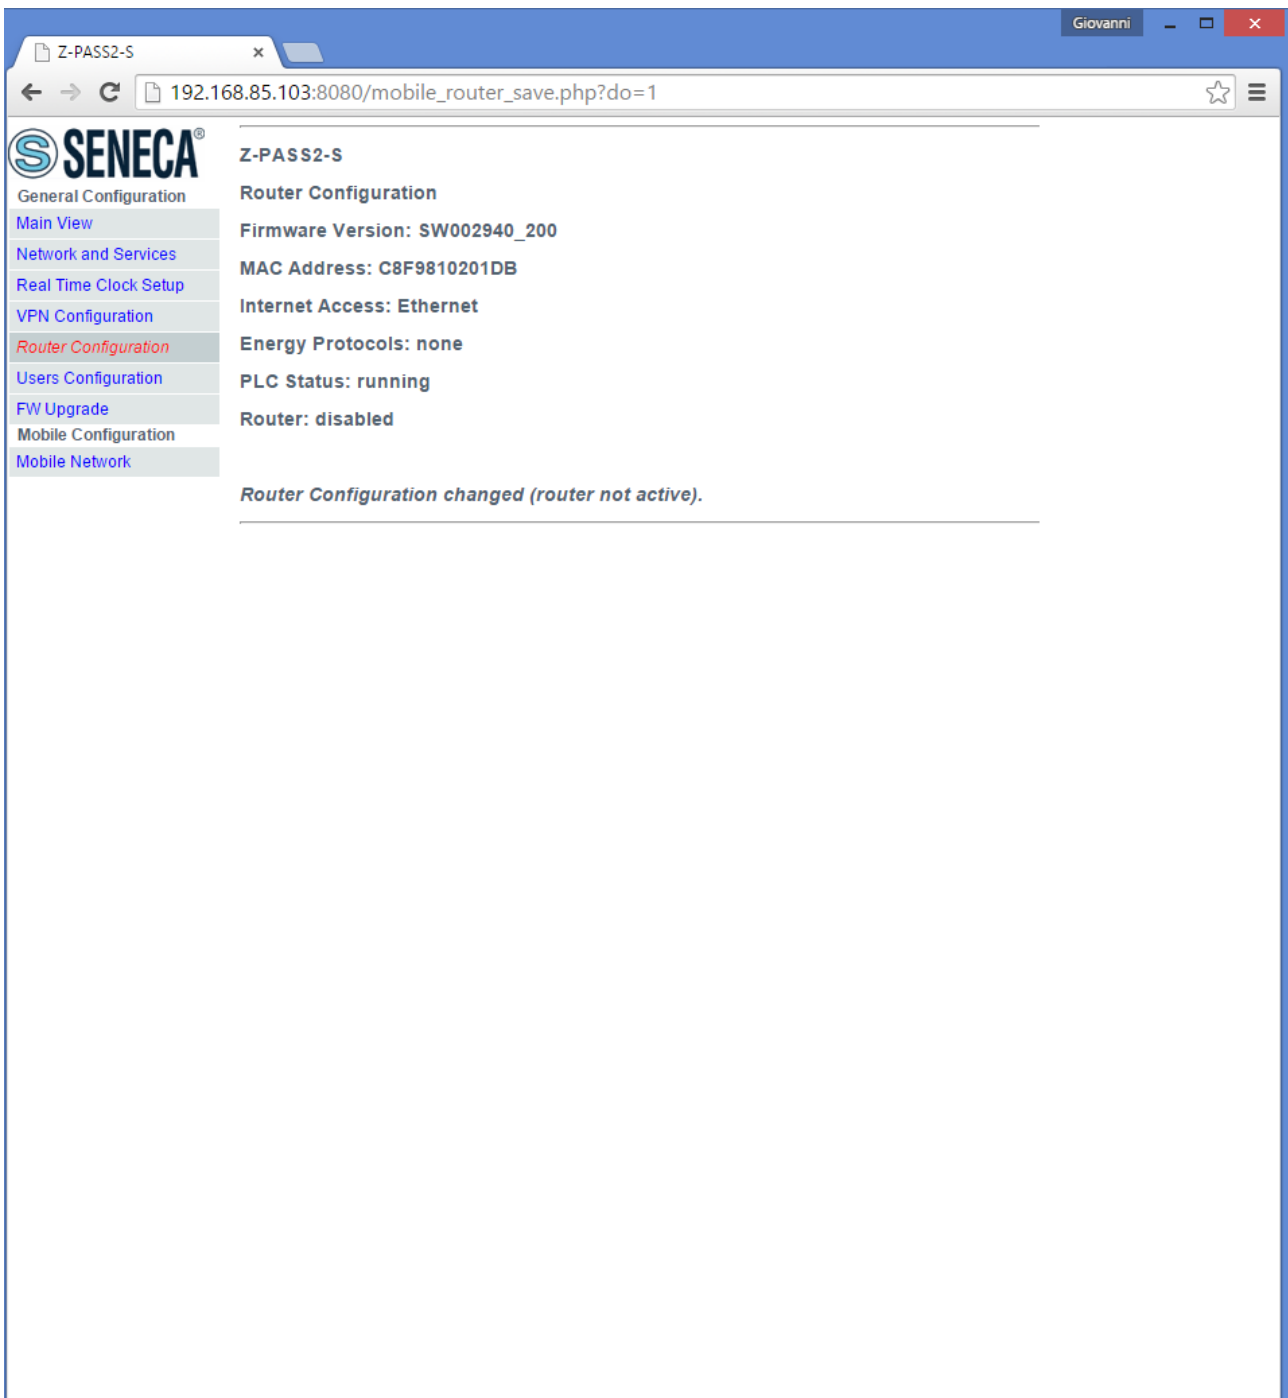 Giovanni
Z-PASS2-S
192.168.85.103:8080/mobile_router_save.php?do=1
SENECA®
General Configuration
Main View
Network and Services
Real Time Clock Setup
VPN Configuration
Router Configuration
Users Configuration
FW Upgrade
Mobile Configuration
Mobile Network
Z-PASS2-S
Router Configuration
Firmware Version: SW002940_200
MAC Address: C8F9810201DB
Internet Access: Ethernet
Energy Protocols: none
PLC Status: running
Router: disabled
Router Configuration changed (router not active).